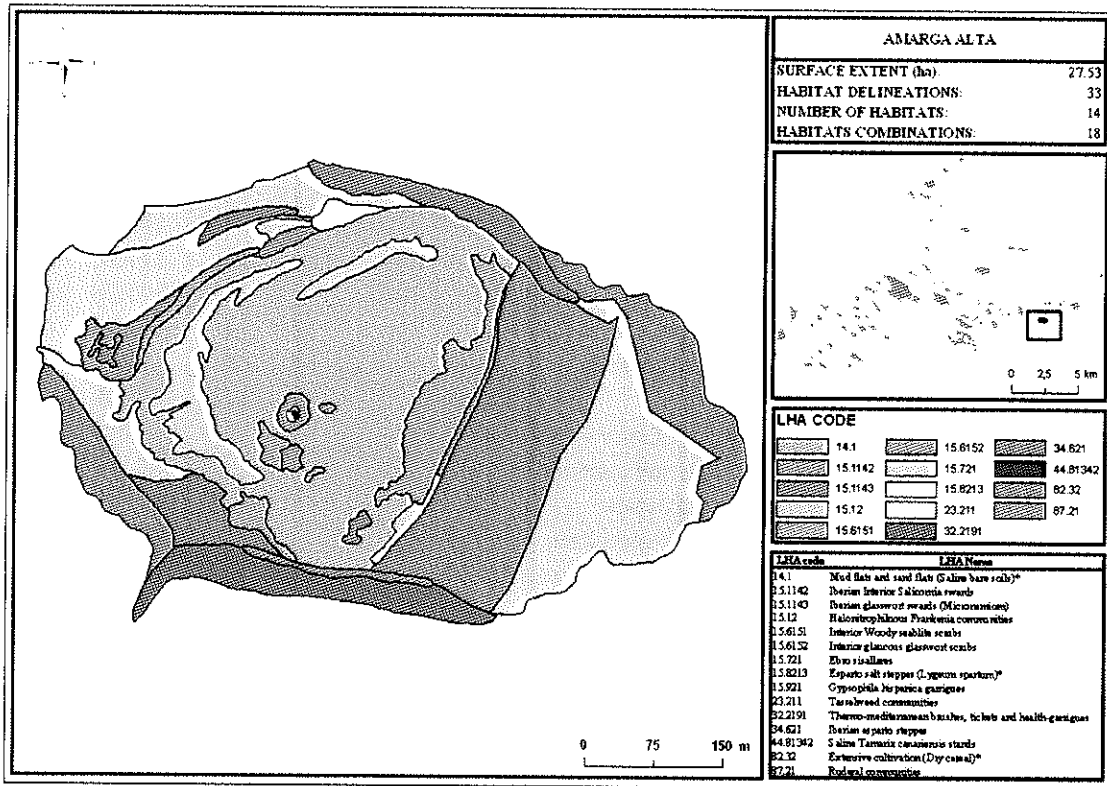 AMARGA ALTA
SURFACE EXTENT (ha): 27.53
HABITAT DELINEATIONS: 33
NUMBER OF HABITATS: 14
HABITATS COMBINATIONS: 18
0 2,5 5 km
LHA CODE
14.1 15.6152 34.621
15.1142 15.721 44.81342
15.1143 15.8213 82.32
15.12 23.211 87.21
15.6151 32.2191
LHA code LHA Name
14.1 Mud flats and sand flats (Saline bare soils)*
15.1142 Iberian Interior Salicornia swards
15.1143 Iberian glasswort swards (Microcnemion)
15.12 Halonitrophilous Frankenia communities
15.6151 Interior Woody seablite scrubs
15.6152 Interior glaucous glasswort scrubs
15.721 Ebro sisallares
15.8213 Esparto salt steppes (Lygeum spartum)*
15.921 Gypsophila hispanica garrigues
23.211 Tasselweed communities
32.2191 Thermo-mediterranean brushes, tickets and health-garrigues
34.621 Iberian esparto steppes
44.81342 Saline Tamarix canariensis stands
82.32 Extensive cultivation (Dry cereal)*
87.21 Ruderal communities
0 75 150 m